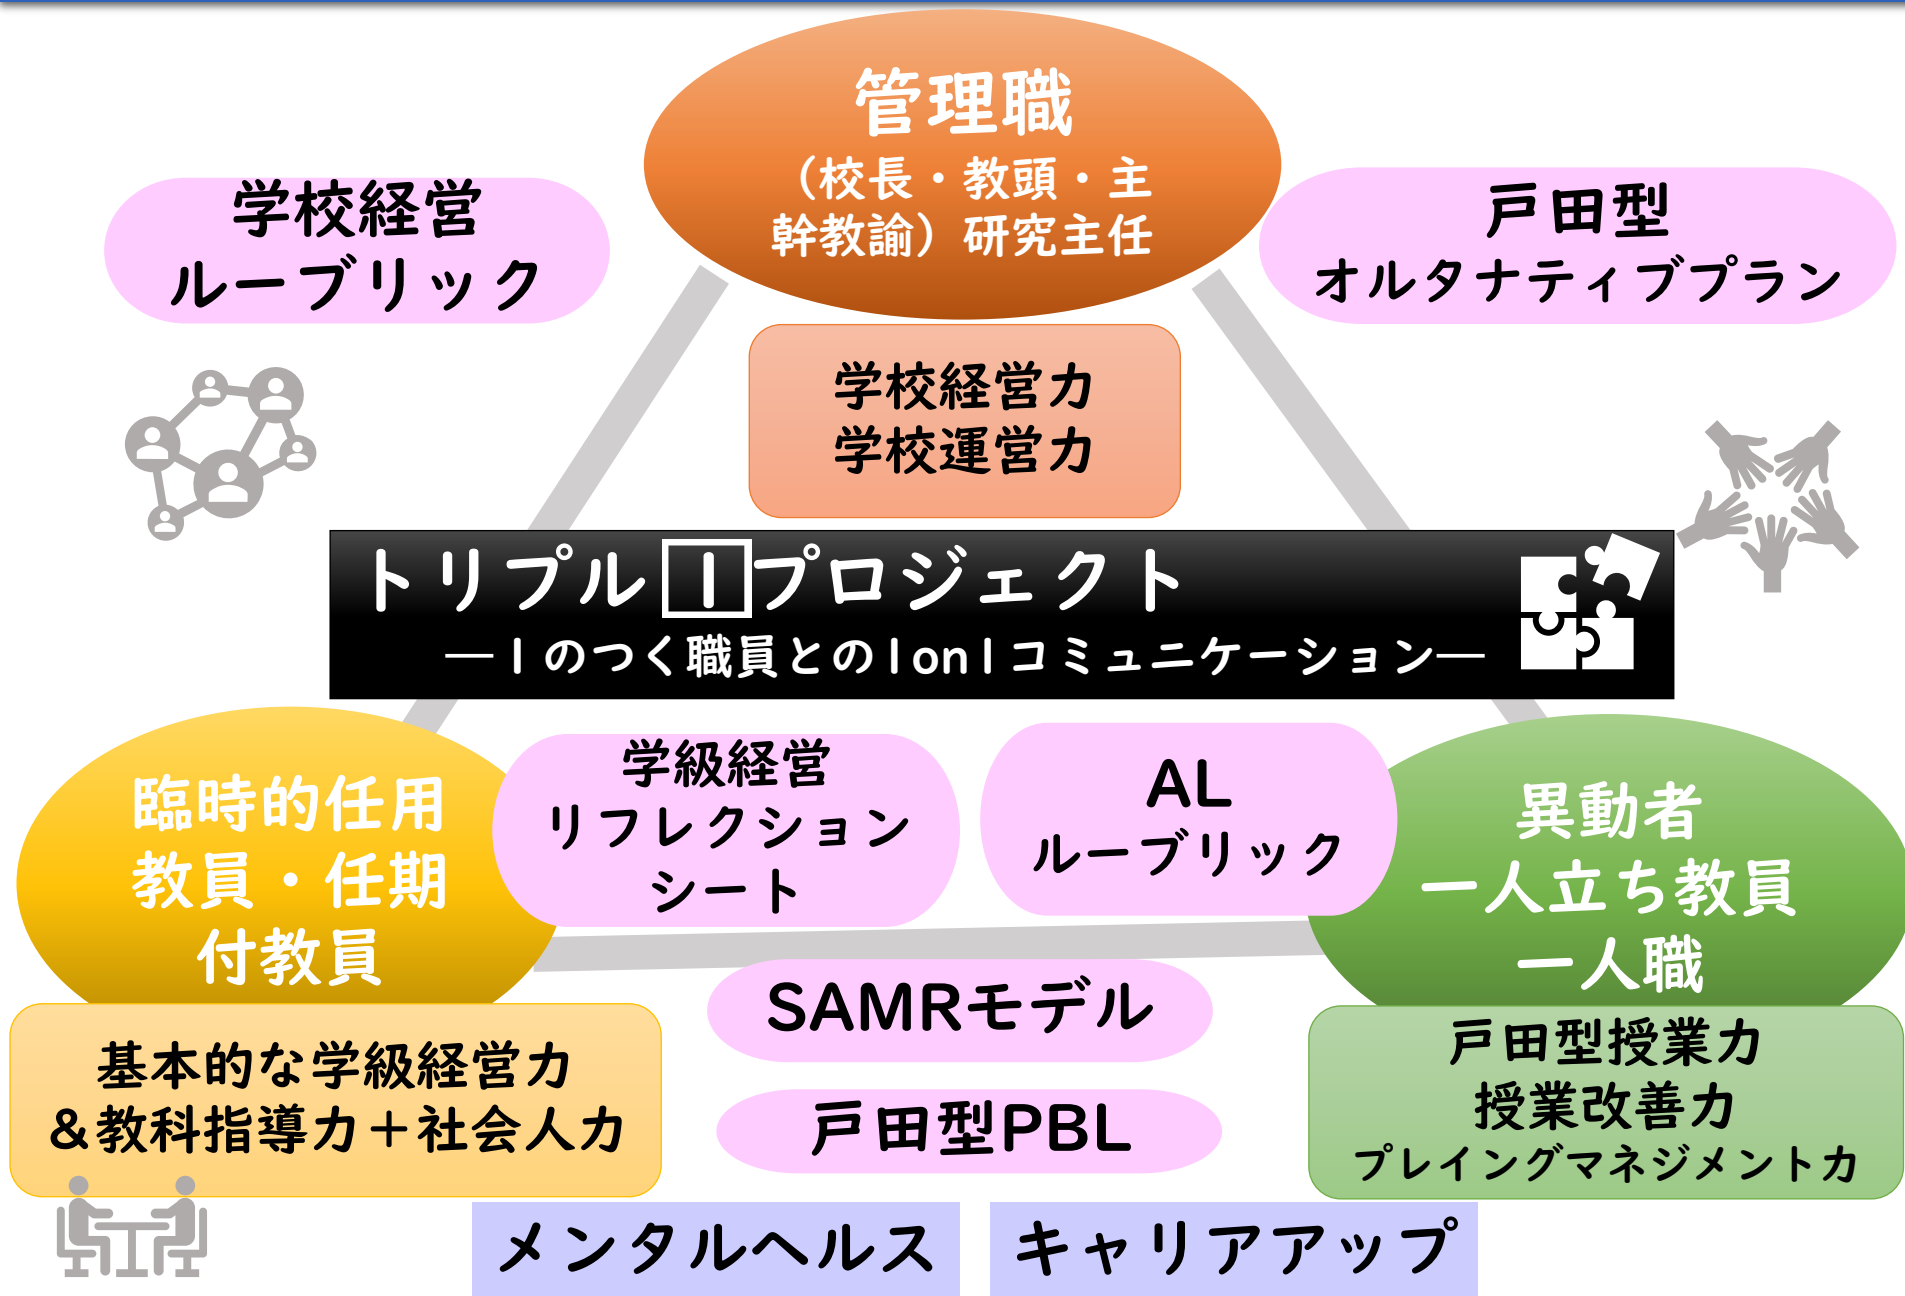 管理職
（校長・教頭・主
幹教諭）研究主任
学校経営
ルーブリック
戸田型
オルタナティブプラン
学校経営力
学校運営力
トリプル1プロジェクト
―1のつく職員との1on1コミュニケーション―
臨時的任用
教員・任期
付教員
学級経営
リフレクション
シート
AL
ルーブリック
異動者
一人立ち教員
一人職
SAMRモデル
戸田型PBL
基本的な学級経営力
＆教科指導力＋社会人力
戸田型授業力
授業改善力
プレイングマネジメント力
メンタルヘルス
キャリアアップ